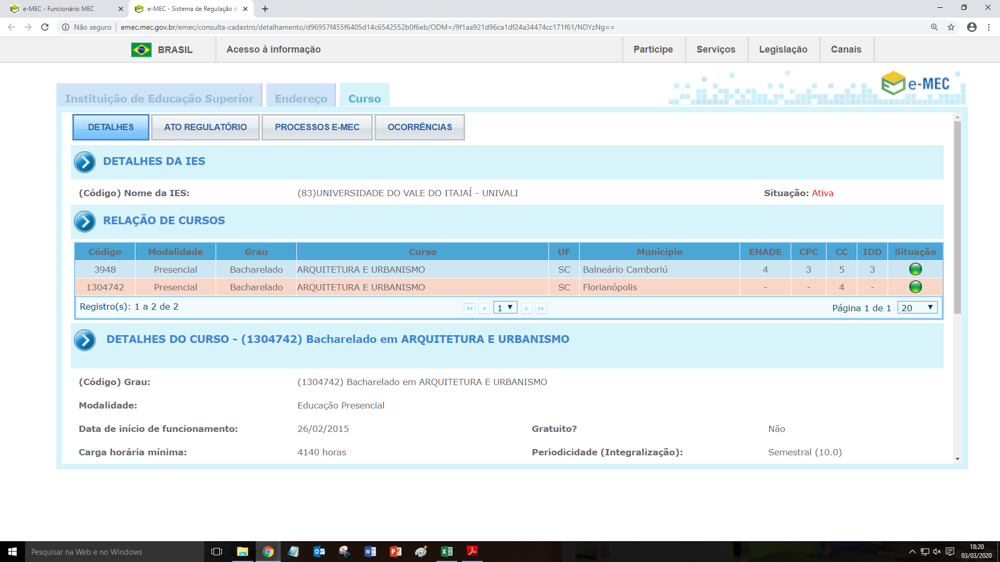 e-MEC - Funcionário MEC
e-MEC - Sistema de Regulação d
Não seguro
emec.mec.gov.br/emec/consulta-cadastro/detalhamento/d96957f455f6405d14c6542552b0f6eb/ODM=/9f1aa921d96ca1df24a34474cc171f61/NDYzNg==
BRASIL
Acesso à informação
Participe
Serviços
Legislação
Canais
e-MEC
Instituição de Educação Superior
Endereço
Curso
DETALHES
ATO REGULATÓRIO
PROCESSOS E-MEC
OCORRÊNCIAS
DETALHES DA IES
(Código) Nome da IES: (83)UNIVERSIDADE DO VALE DO ITAJAÍ - UNIVALI Situação: Ativa
RELAÇÃO DE CURSOS
Código Modalidade Grau Curso UF Município ENADE CPC CC IDD Situação
3948 Presencial Bacharelado ARQUITETURA E URBANISMO SC Balneário Camboriú 4 3 5 3
1304742 Presencial Bacharelado ARQUITETURA E URBANISMO SC Florianópolis - - 4 -
Registro(s): 1 a 2 de 2 1 Página 1 de 1 20
DETALHES DO CURSO - (1304742) Bacharelado em ARQUITETURA E URBANISMO
(Código) Grau: (1304742) Bacharelado em ARQUITETURA E URBANISMO
Modalidade: Educação Presencial
Data de início de funcionamento: 26/02/2015 Gratuito? Não
Carga horária mínima: 4140 horas Periodicidade (Integralização): Semestral (10.0)
Pesquisar na Web e no Windows
18:20
03/03/2020